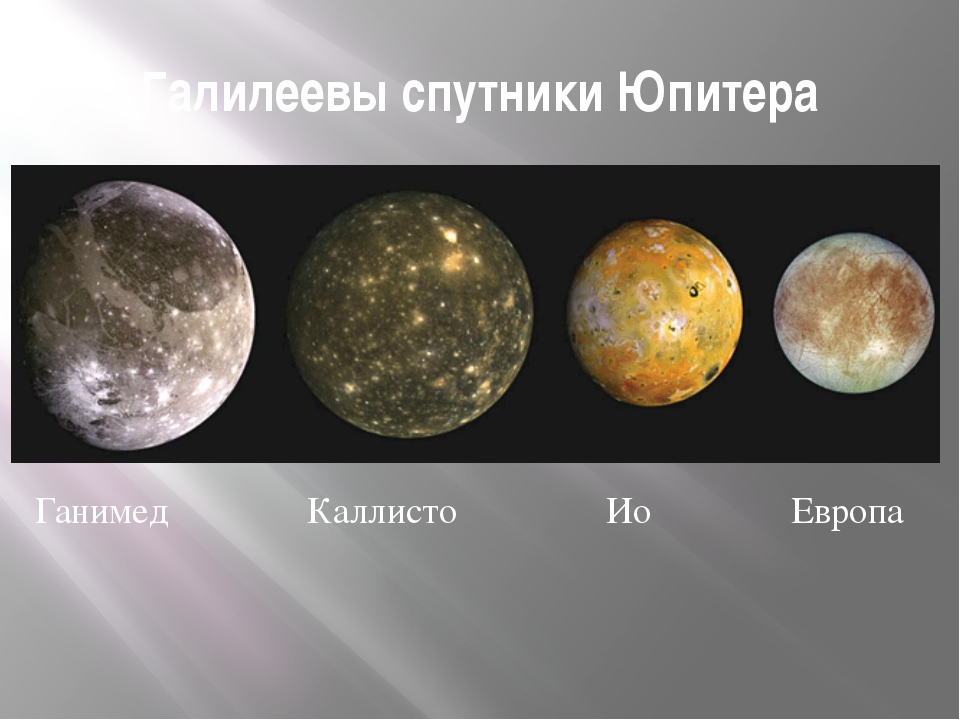 Галилеевы спутники Юпитера
Ганимед Каллисто Ио Европа